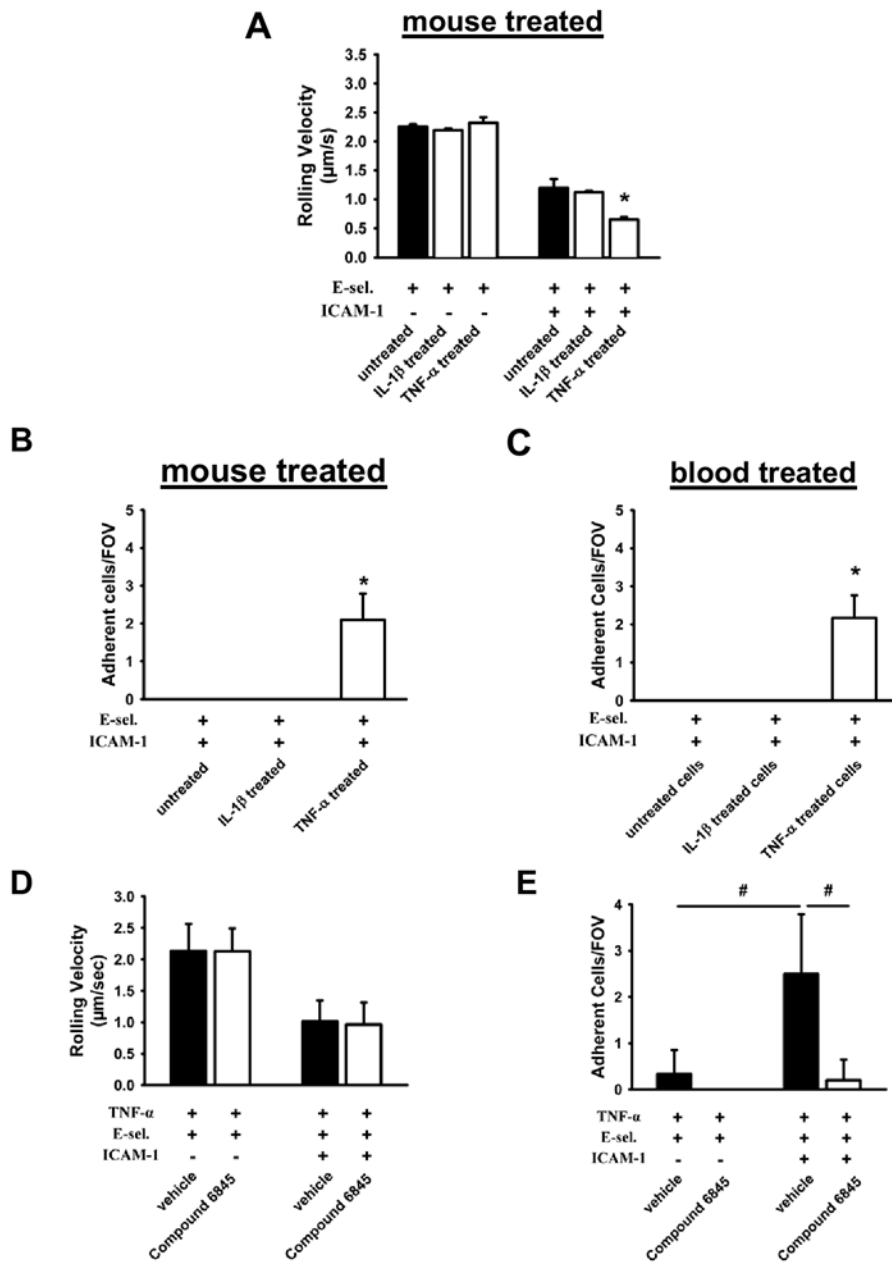 A
mouse treated
Rolling Velocity
(µm/s)
3.5
3.0
2.5
2.0
1.5
1.0
0.5
0.0
*
E-sel. + + + + + +
ICAM-1 - - - + + +
untreated
IL-1β treated
TNF-α treated
untreated
IL-1β treated
TNF-α treated
B
mouse treated
Adherent cells/FOV
5
4
3
2
1
0
*
E-sel. + + +
ICAM-1 + + +
untreated
IL-1β treated
TNF-α treated
C
blood treated
Adherent Cells/FOV
5
4
3
2
1
0
*
E-sel. + + +
ICAM-1 + + +
untreated cells
IL-1β treated cells
TNF-α treated cells
D
Rolling Velocity
(µm/sec)
3.0
2.5
2.0
1.5
1.0
0.5
0.0
TNF-α + + + +
E-sel. + + + +
ICAM-1 - - + +
vehicle
Compound 6845
vehicle
Compound 6845
E
Adherent Cells/FOV
4
3
2
1
0
# #
TNF-α + + + +
E-sel. + + + +
ICAM-1 - - + +
vehicle
Compound 6845
vehicle
Compound 6845